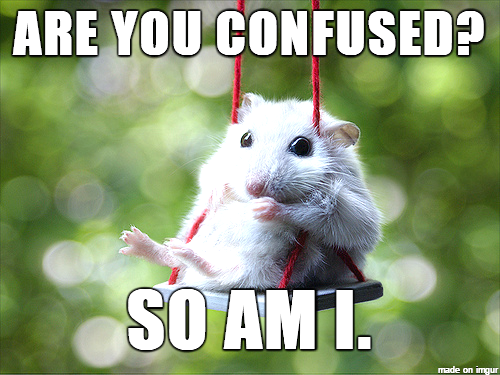 ARE YOU CONFUSED?
SO AM I.
made on imgur